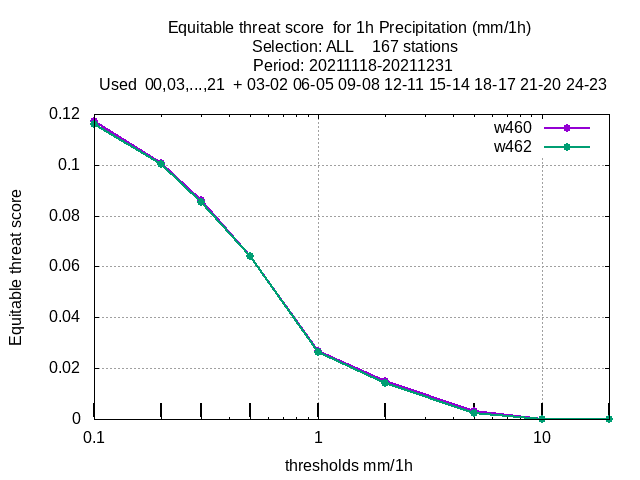 Equitable threat score  for 1h Precipitation (mm/1h)
Selection: ALL    167 stations
Period: 20211118-20211231
Used  00,03,...,21  + 03-02 06-05 09-08 12-11 15-14 18-17 21-20 24-23
w460
w462
0.12
0.1
0.08
0.06
0.04
0.02
0
Equitable threat score
0.1 1 10
thresholds mm/1h